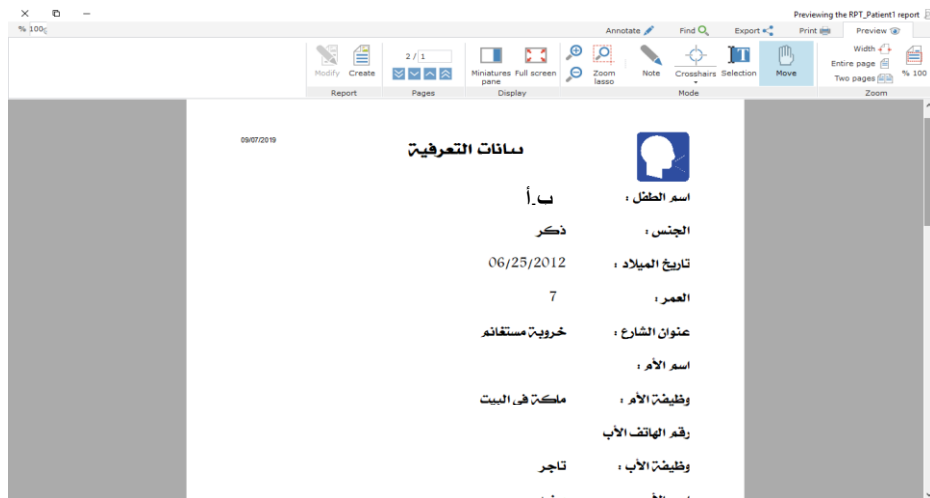 Previewing the RPT_Patient1 report
% 100
Annotate Find Export Print Preview
Modify Create
2 / 1
Miniatures pane Full screen
Zoom lasso
Note Crosshairs Selection Move
Width
Entire page
Two pages
% 100
Report Pages Display Mode Zoom
09/07/2019
بيانات التعرفية
اسم الطفل : ب.أ
الجنس : ذكر
تاريخ الميلاد : 06/25/2012
العمر : 7
عنوان الشارع : خروبة مستغانم
اسم الأم :
وظيفة الأم : ماكة في البيت
رقم الهاتف الأب
وظيفة الأب : تاجر